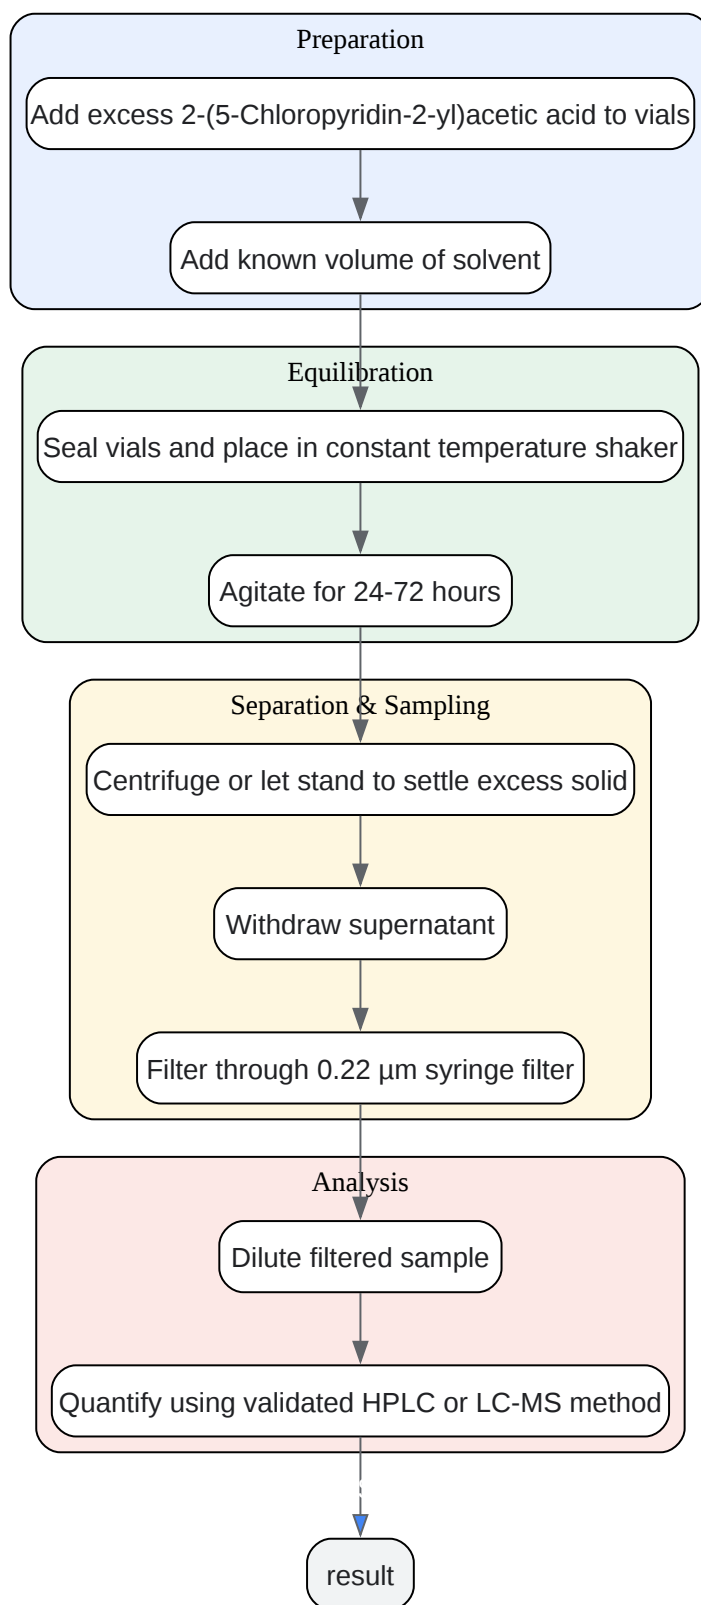 Preparation
Add excess 2-(5-Chloropyridin-2-yl)acetic acid to vials
Add known volume of solvent
Equilibration
Seal vials and place in constant temperature shaker
Agitate for 24-72 hours
Separation & Sampling
Centrifuge or let stand to settle excess solid
Withdraw supernatant
Filter through 0.22 µm syringe filter
Analysis
Dilute filtered sample
Quantify using validated HPLC or LC-MS method
result